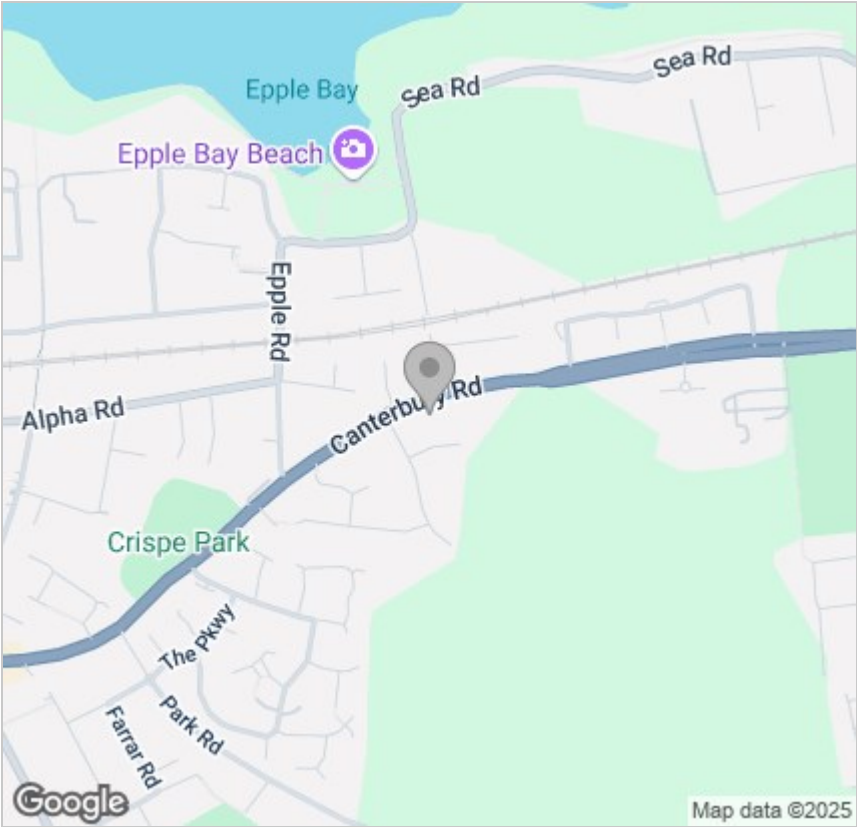 Epple Bay
Sea Rd
Sea Rd
Epple Bay Beach
Epple Rd
Alpha Rd
Canterbury Rd
Crispe Park
The Pkwy
Park Rd
Farrar Rd
Google
Map data ©2025